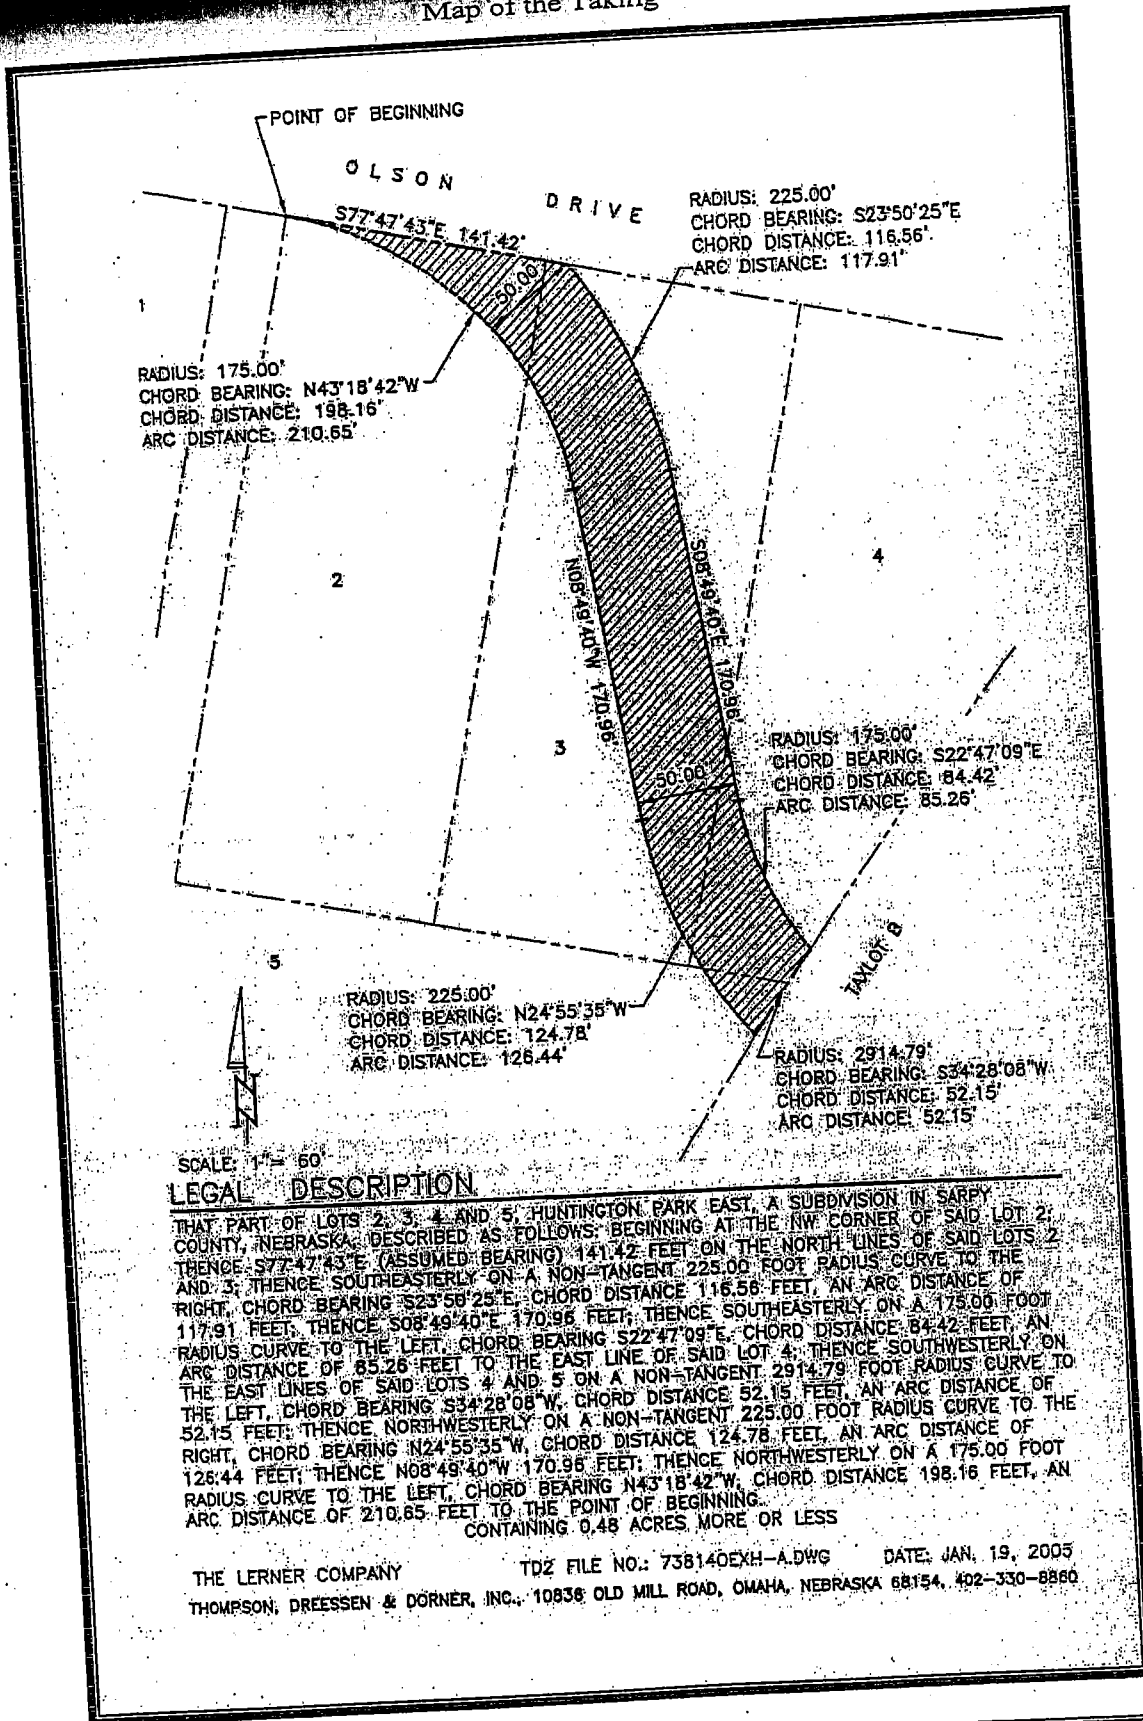 Map of the Taking
POINT OF BEGINNING
OLSON DRIVE
S77°47'43"E 141.42'
RADIUS: 225.00'
CHORD BEARING: S23°50'25"E
CHORD DISTANCE: 116.56'
ARC DISTANCE: 117.91'
50.00'
1
RADIUS: 175.00'
CHORD BEARING: N43°18'42"W
CHORD DISTANCE: 198.16'
ARC DISTANCE: 210.65'
2
4
N08°49'40"W 170.96'
S08°49'40"E 170.96'
3
RADIUS: 175.00'
CHORD BEARING: S22°47'09"E
CHORD DISTANCE: 84.42'
ARC DISTANCE: 85.26'
50.00'
5
TAXLOT B
RADIUS: 225.00'
CHORD BEARING: N24°55'35"W
CHORD DISTANCE: 124.78'
ARC DISTANCE: 126.44'
RADIUS: 2914.79'
CHORD BEARING: S34°28'08"W
CHORD DISTANCE: 52.15'
ARC DISTANCE: 52.15'
N
SCALE: 1"= 60'
LEGAL DESCRIPTION
THAT PART OF LOTS 2, 3, 4 AND 5, HUNTINGTON PARK EAST, A SUBDIVISION IN SARPY
COUNTY, NEBRASKA, DESCRIBED AS FOLLOWS: BEGINNING AT THE NW CORNER OF SAID LOT 2;
THENCE S77°47'43"E (ASSUMED BEARING) 141.42 FEET ON THE NORTH LINES OF SAID LOTS 2
AND 3; THENCE SOUTHEASTERLY ON A NON-TANGENT 225.00 FOOT RADIUS CURVE TO THE
RIGHT, CHORD BEARING S23°50'25"E, CHORD DISTANCE 116.56 FEET, AN ARC DISTANCE OF
117.91 FEET; THENCE S08°49'40"E 170.96 FEET; THENCE SOUTHEASTERLY ON A 175.00 FOOT
RADIUS CURVE TO THE LEFT, CHORD BEARING S22°47'09"E, CHORD DISTANCE 84.42 FEET, AN
ARC DISTANCE OF 85.26 FEET TO THE EAST LINE OF SAID LOT 4; THENCE SOUTHWESTERLY ON
THE EAST LINES OF SAID LOTS 4 AND 5 ON A NON-TANGENT 2914.79 FOOT RADIUS CURVE TO
THE LEFT, CHORD BEARING S34°28'08"W, CHORD DISTANCE 52.15 FEET, AN ARC DISTANCE OF
52.15 FEET; THENCE NORTHWESTERLY ON A NON-TANGENT 225.00 FOOT RADIUS CURVE TO THE
RIGHT, CHORD BEARING N24°55'35"W, CHORD DISTANCE 124.78 FEET, AN ARC DISTANCE OF
126.44 FEET; THENCE N08°49'40"W 170.96 FEET; THENCE NORTHWESTERLY ON A 175.00 FOOT
RADIUS CURVE TO THE LEFT, CHORD BEARING N43°18'42"W, CHORD DISTANCE 198.16 FEET, AN
ARC DISTANCE OF 210.65 FEET TO THE POINT OF BEGINNING.
CONTAINING 0.48 ACRES MORE OR LESS
THE LERNER COMPANY TD2 FILE NO.: 738140EXH-A.DWG DATE: JAN. 19, 2005
THOMPSON, DREESSEN & DORNER, INC., 10836 OLD MILL ROAD, OMAHA, NEBRASKA 68154, 402-330-8860